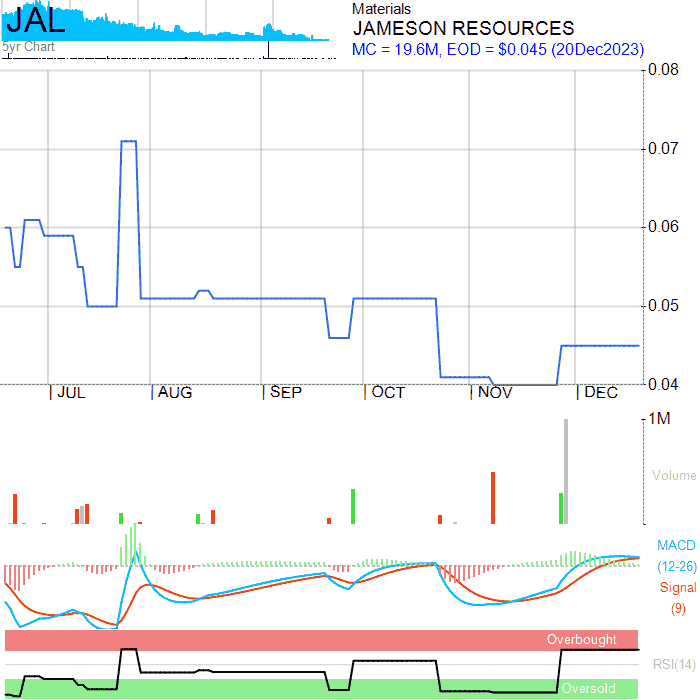 JAL
5yr Chart
Materials
JAMESON RESOURCES
MC = 19.6M, EOD = $0.045 (20Dec2023)
0.08
0.07
0.06
0.05
0.04
JUL AUG SEP OCT NOV DEC
1M
Volume
MACD
(12-26)
Signal
(9)
Overbought
RSI(14)
Oversold